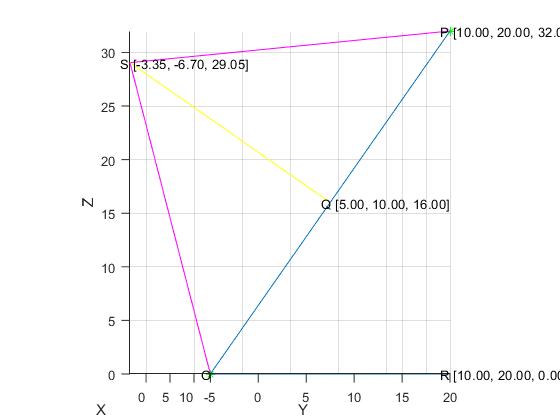 P [10.00, 20.00, 32.0
30
S [-3.35, -6.70, 29.05]
25
20
Z
Q [5.00, 10.00, 16.00]
15
10
5
0
O
R [10.00, 20.00, 0.00
0 5 10 -5 0 5 10 15 20
X Y